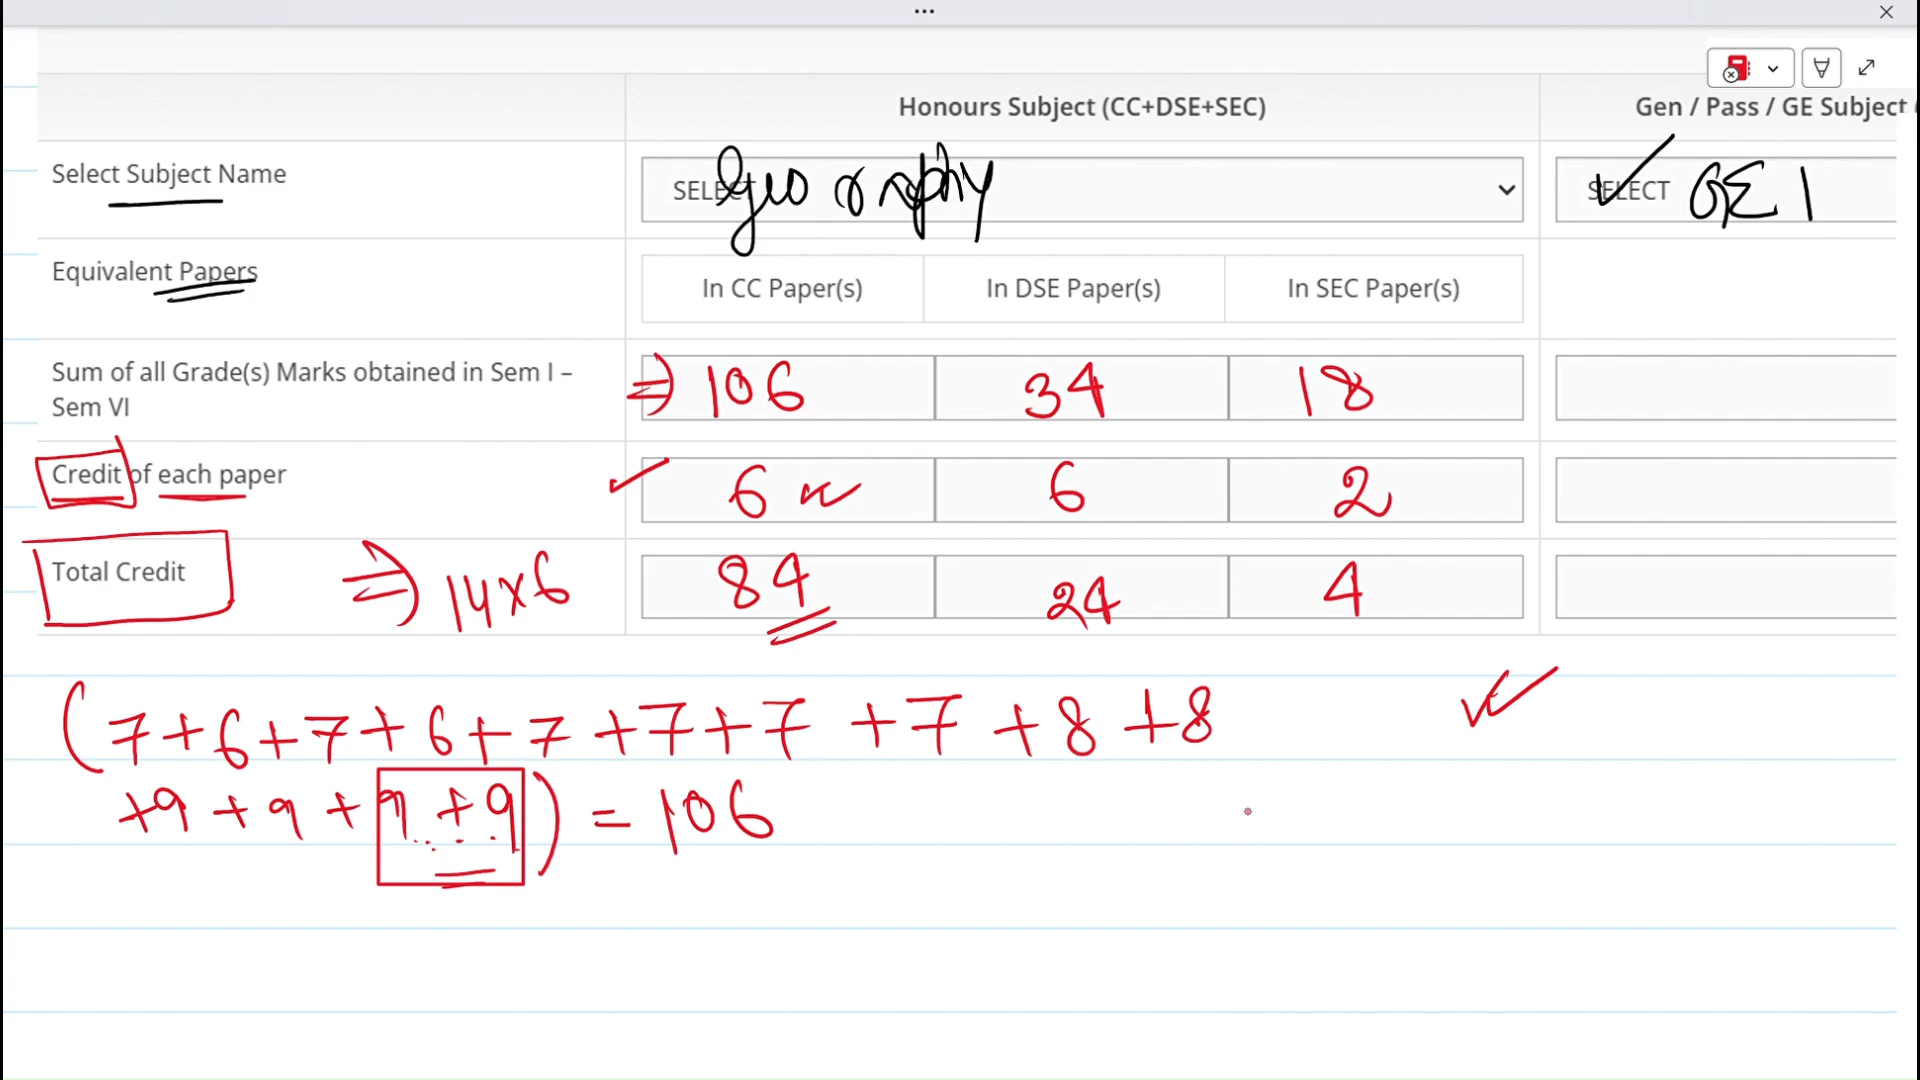 Honours Subject (CC+DSE+SEC) Gen / Pass / GE Subject
Select Subject Name SELECT Geography SELECT GE 1
Equivalent Papers In CC Paper(s) In DSE Paper(s) In SEC Paper(s)
Sum of all Grade(s) Marks obtained in Sem I –
Sem VI ⇒ 106 34 18
Credit of each paper 6 6 2
Total Credit ⇒ 14×6 84 24 4
(7+6+7+6+7+7+7+7+8+8
+9+9+9+9) = 106